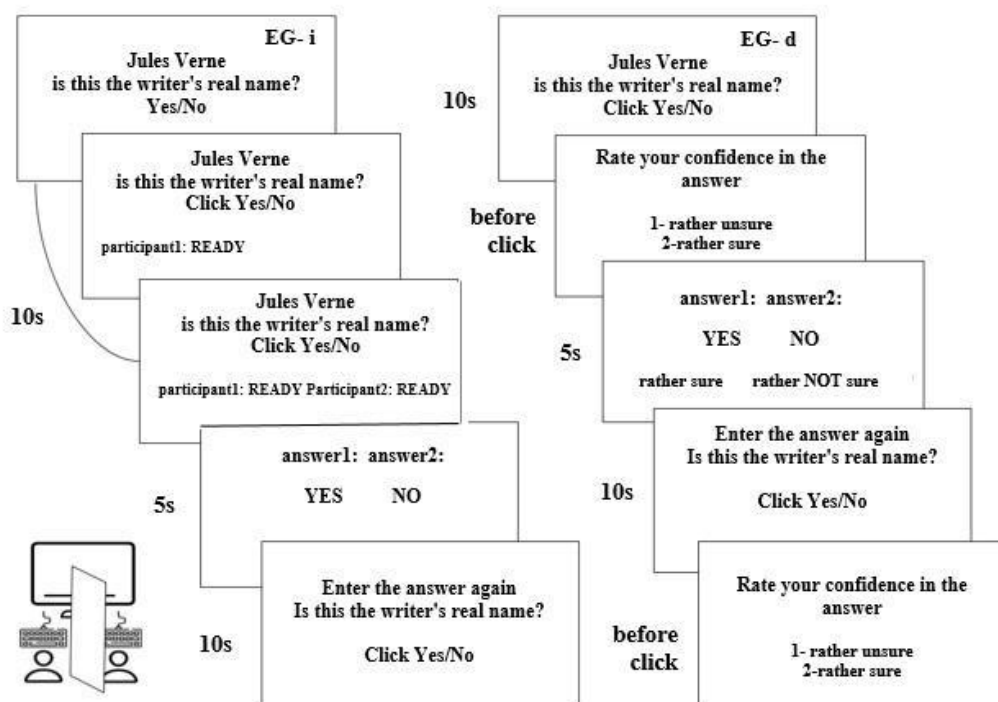 EG- i
Jules Verne
is this the writer's real name?
Yes/No
Jules Verne
is this the writer's real name?
Click Yes/No
participant1: READY
10s
Jules Verne
is this the writer's real name?
Click Yes/No
participant1: READY Participant2: READY
5s
answer1: answer2:
YES NO
10s
Enter the answer again
Is this the writer's real name?
Click Yes/No
EG- d
10s
Jules Verne
is this the writer's real name?
Click Yes/No
before
click
Rate your confidence in the
answer
1- rather unsure
2-rather sure
5s
answer1: answer2:
YES NO
rather sure rather NOT sure
10s
Enter the answer again
Is this the writer's real name?
Click Yes/No
before
click
Rate your confidence in the
answer
1- rather unsure
2-rather sure